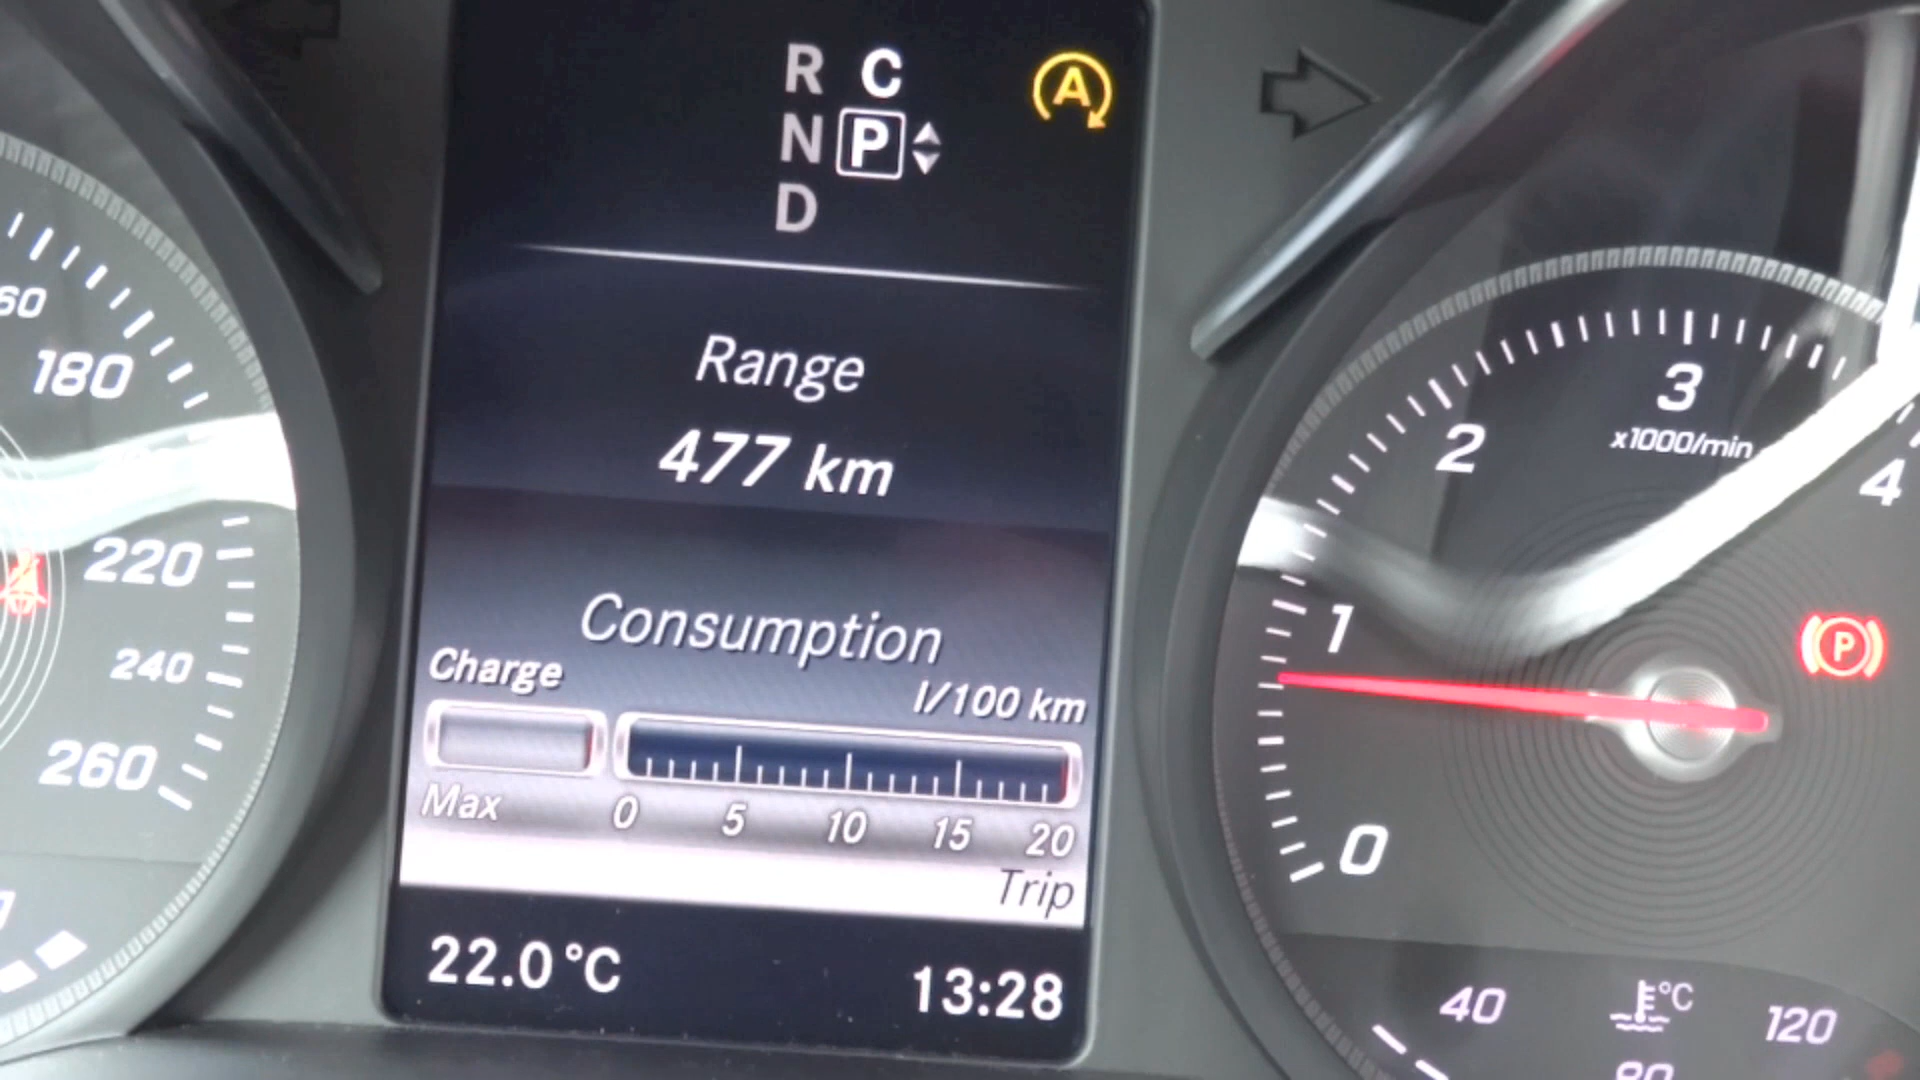 R C
A
N P
D
Range
477 km
Consumption
Charge
l/100 km
Max
0 5 10 15 20
Trip
22.0°C
13:28
180
220
240
260
0
1
2
3
4
x1000/min
P
40
°C
120
80